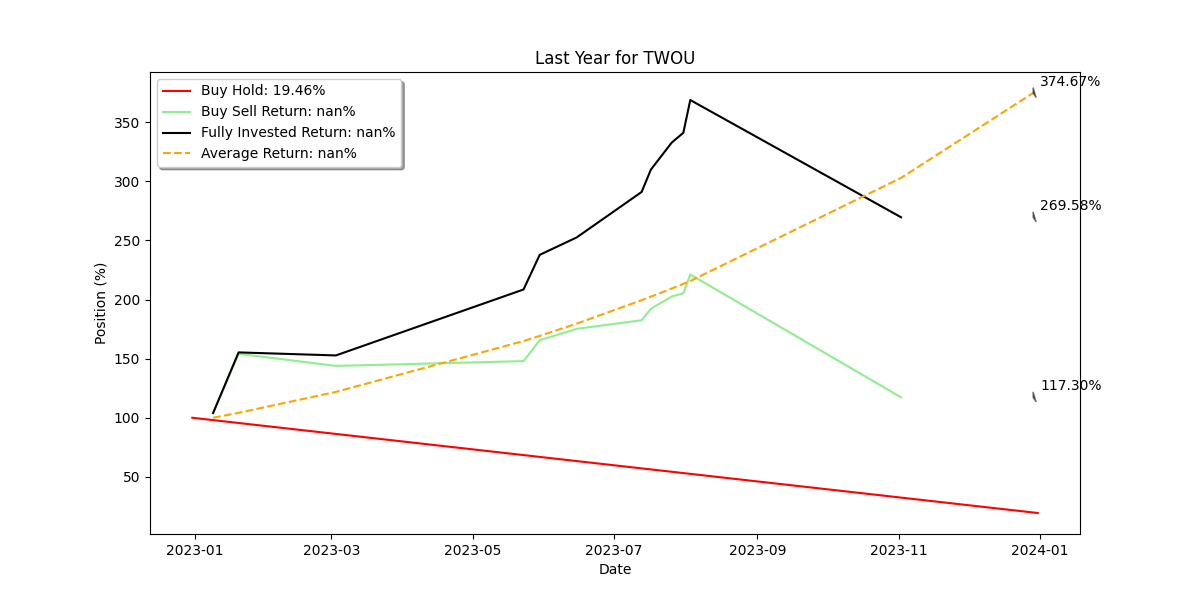 Last Year for TWOU
Buy Hold: 19.46%
Buy Sell Return: nan%
Fully Invested Return: nan%
Average Return: nan%
374.67%
269.58%
117.30%
Position (%)
350
300
250
200
150
100
50
2023-01
2023-03
2023-05
2023-07
2023-09
2023-11
2024-01
Date